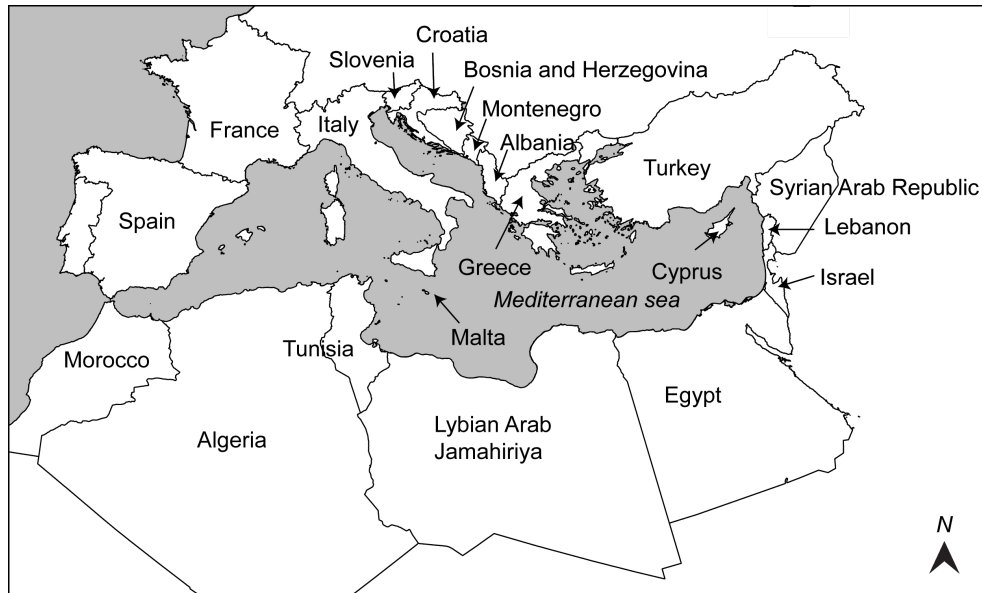 Croatia
Slovenia
Bosnia and Herzegovina
Montenegro
Albania
France
Italy
Turkey
Syrian Arab Republic
Spain
Lebanon
Greece
Cyprus
Israel
Mediterranean sea
Malta
Morocco
Tunisia
Egypt
Algeria
Lybian Arab
Jamahiriya
N